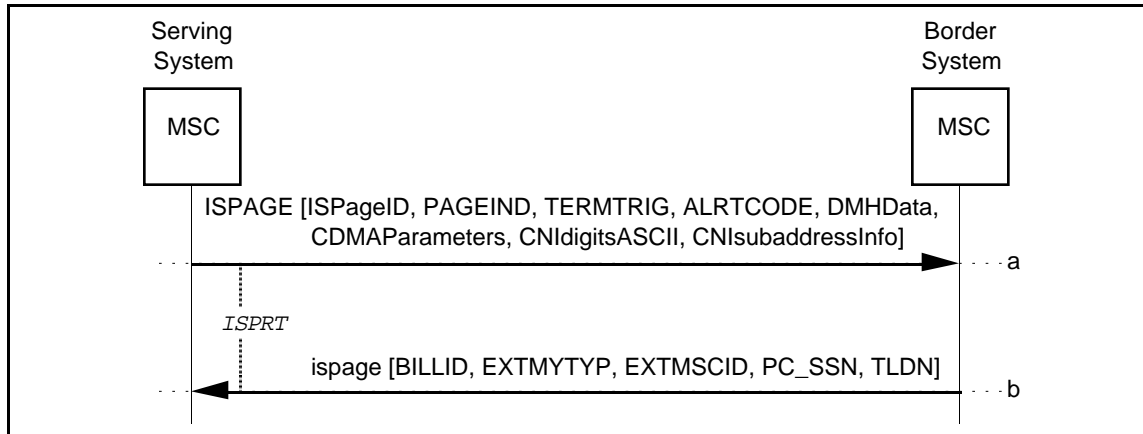 Serving
System
Border
System
MSC
MSC
ISPAGE [ISPageID, PAGEIND, TERMTRIG, ALRTCODE, DMHData,
CDMAParameters, CNIdigitsASCII, CNIsubaddressInfo]
a
ISPRT
ispage [BILLID, EXTMYTYP, EXTMSCID, PC_SSN, TLDN]
b